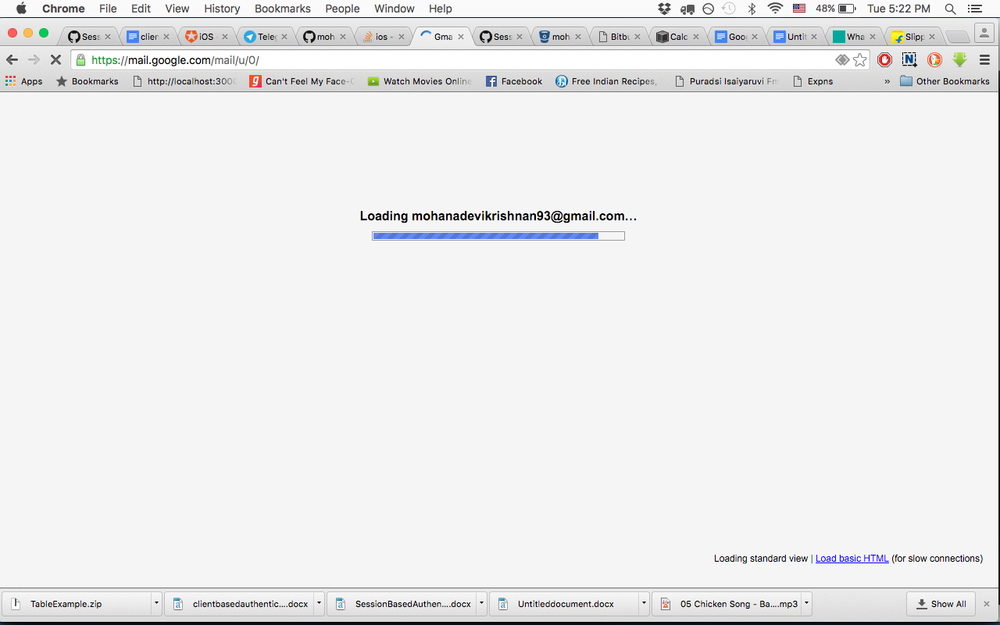 Chrome File Edit View History Bookmarks People Window Help 48% Tue 5:22 PM
Sess clien iOS - Teleg moh ios - Gma Sess moh Bitbu Calc Goo Untit Wha Slipp
https://mail.google.com/mail/u/0/
Apps Bookmarks http://localhost:300 Can't Feel My Face- Watch Movies Online Facebook Free Indian Recipes, Puradsi Isaiyaruvi Fm Expns » Other Bookmarks
Loading mohanadevikrishnan93@gmail.com…
Loading standard view | Load basic HTML (for slow connections)
TableExample.zip clientbasedauthentic....docx SessionBasedAuthen....docx Untitleddocument.docx 05 Chicken Song - Ba....mp3 Show All